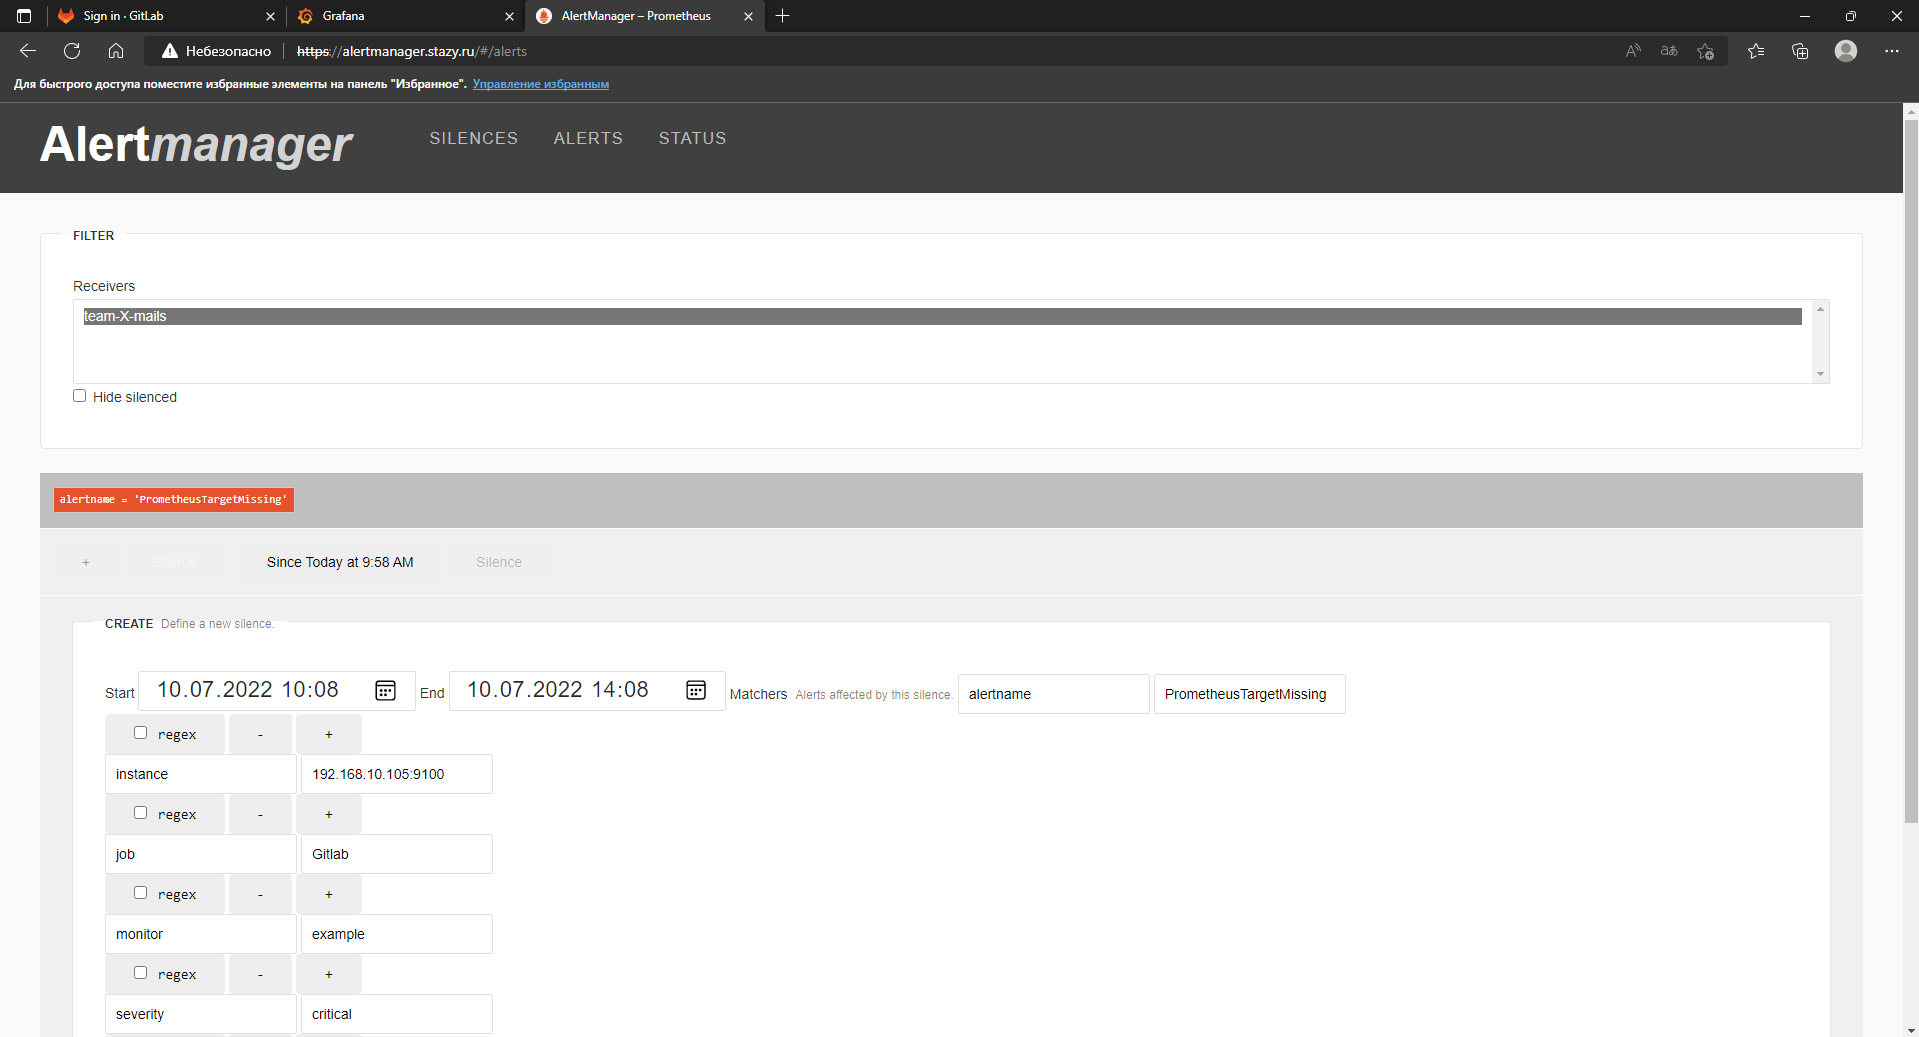 Sign in · GitLab
Grafana
AlertManager – Prometheus
Небезопасно
https://alertmanager.stazy.ru/#/alerts
Для быстрого доступа поместите избранные элементы на панель "Избранное". Управление избранным
Alertmanager
SILENCES ALERTS STATUS
FILTER
Receivers
team-X-mails
Hide silenced
alertname = 'PrometheusTargetMissing'
+ Source Since Today at 9:58 AM Silence
CREATE Define a new silence.
Start 10.07.2022 10:08 End 10.07.2022 14:08 Matchers Alerts affected by this silence. alertname PrometheusTargetMissing
regex - +
instance 192.168.10.105:9100
regex - +
job Gitlab
regex - +
monitor example
regex - +
severity critical